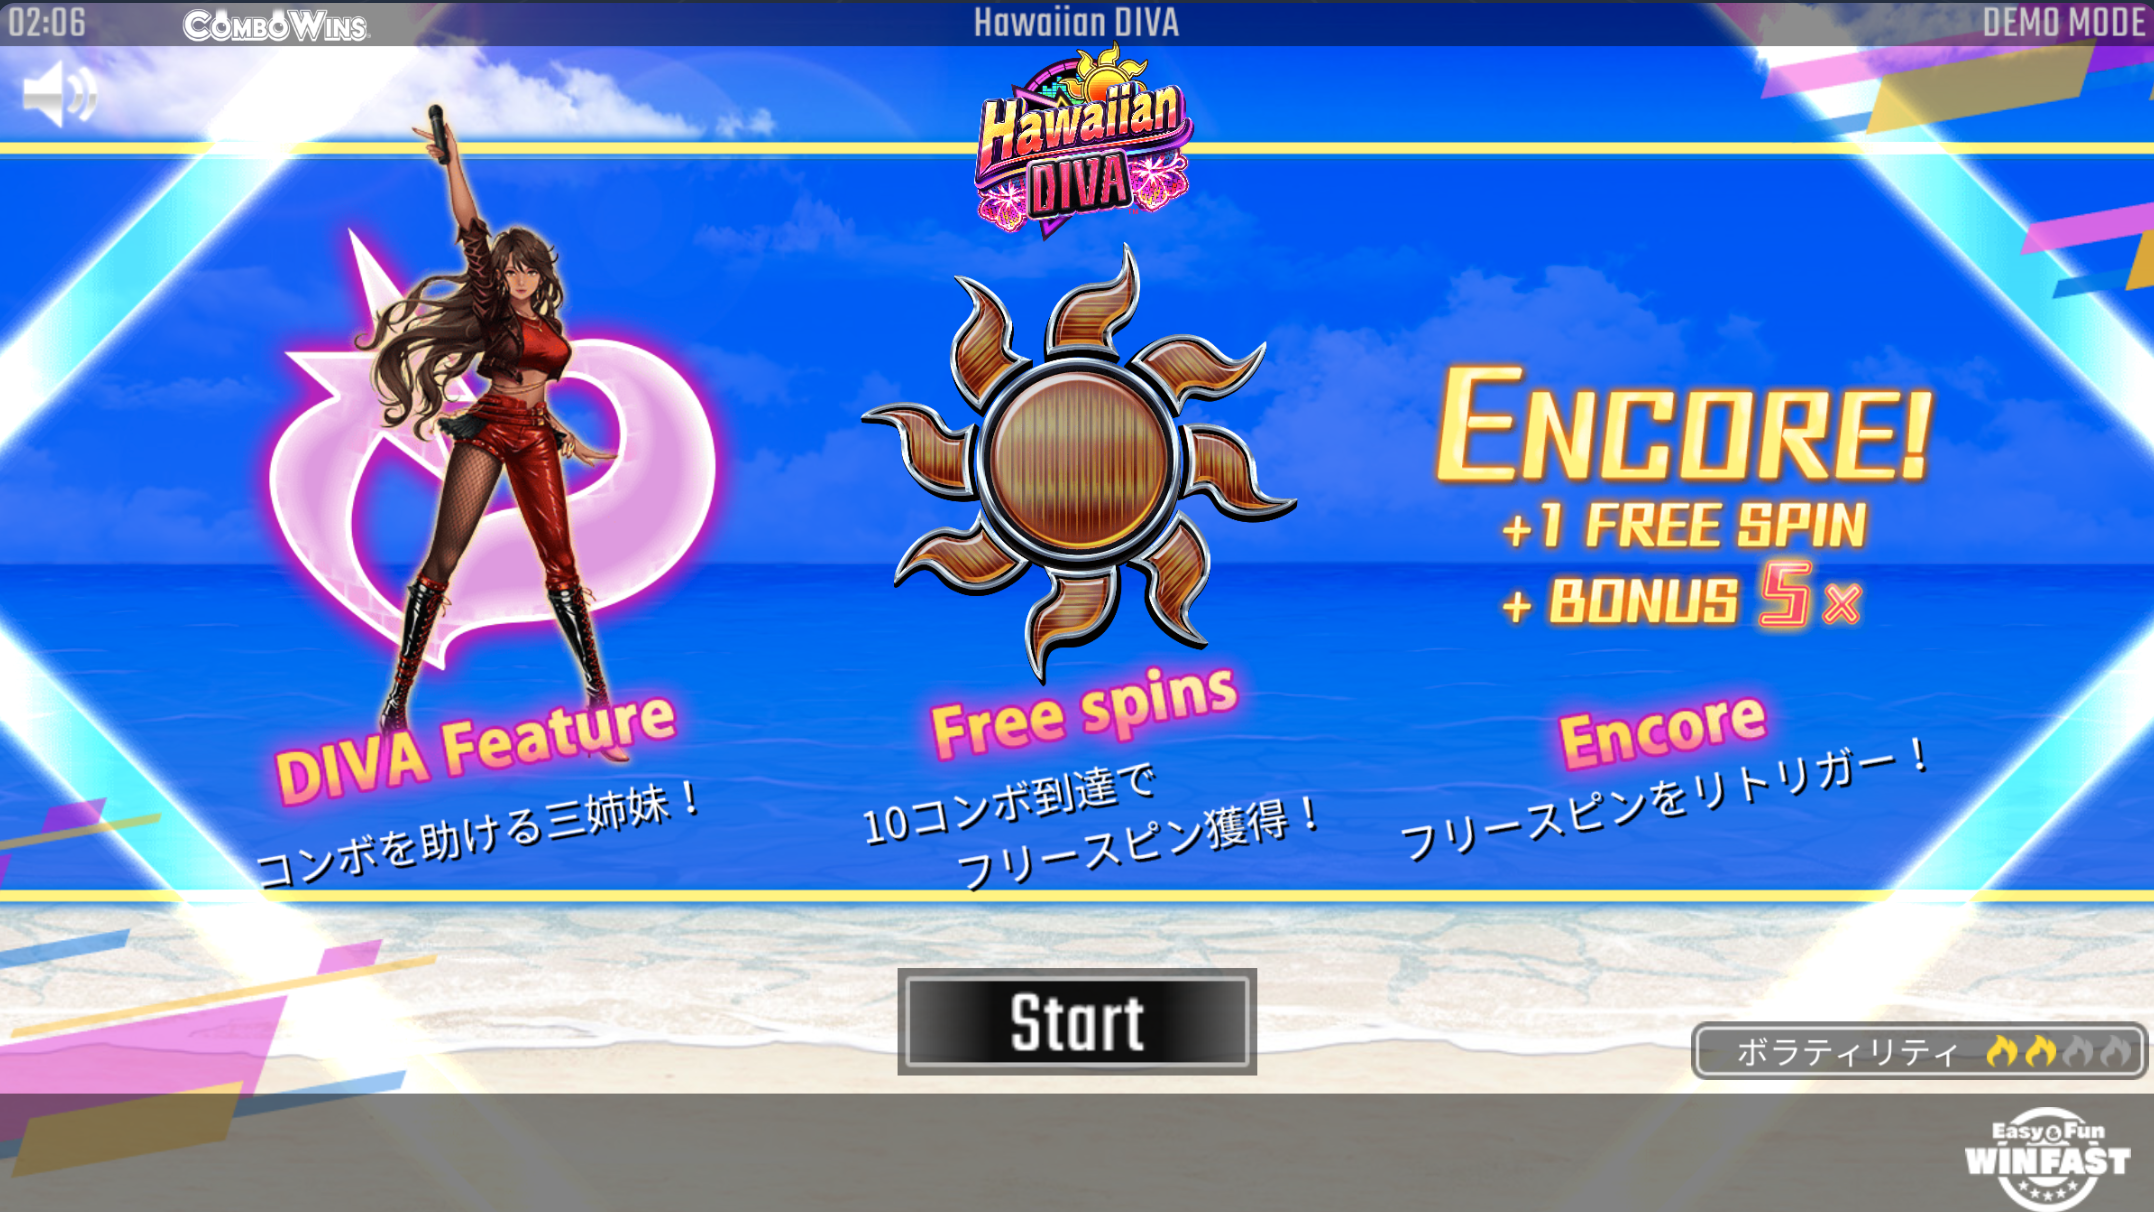 02:06
COMBOWINS
Hawaiian DIVA
DEMO MODE
Hawaiian
DIVA
ENCORE!
+1 FREE SPIN
+ BONUS 5×
DIVA Feature
コンボを助ける三姉妹！
Free spins
10コンボ到達で
フリースピン獲得！
Encore
フリースピンをリトリガー！
Start
ボラティリティ
Easy & Fun
WINFAST